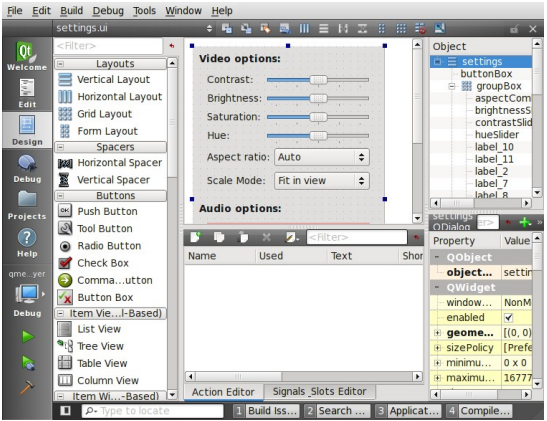 File Edit Build Debug Tools Window Help
settings.ui
Qt
Welcome
Edit
Design
Debug
Projects
Help
qme...yer
Debug
<Filter>
Layouts
Vertical Layout
Horizontal Layout
Grid Layout
Form Layout
Spacers
Horizontal Spacer
Vertical Spacer
Buttons
OK Push Button
Tool Button
Radio Button
Check Box
Comma...utton
Button Box
Item Vie...l-Based)
List View
Tree View
Table View
Column View
Item Wi...-Based)
Video options:
Contrast:
Brightness:
Saturation:
Hue:
Aspect ratio: Auto
Scale Mode: Fit in view
Audio options:
<Filter>
Name Used Text Shor
Action Editor Signals _Slots Editor
Object
settings
buttonBox
groupBox
aspectCom
brightnessS
contrastSlid
hueSlider
label_10
label_11
label_2
label_7
label_8
settings
QDialog
er>
Property Value
QObject
object... settin
QWidget
window... NonM
enabled
geome... [(0, 0)
sizePolicy [Prefe
minimu... 0 x 0
maximu... 16777
Type to locate
1 Build Iss... 2 Search ... 3 Applicat... 4 Compile...